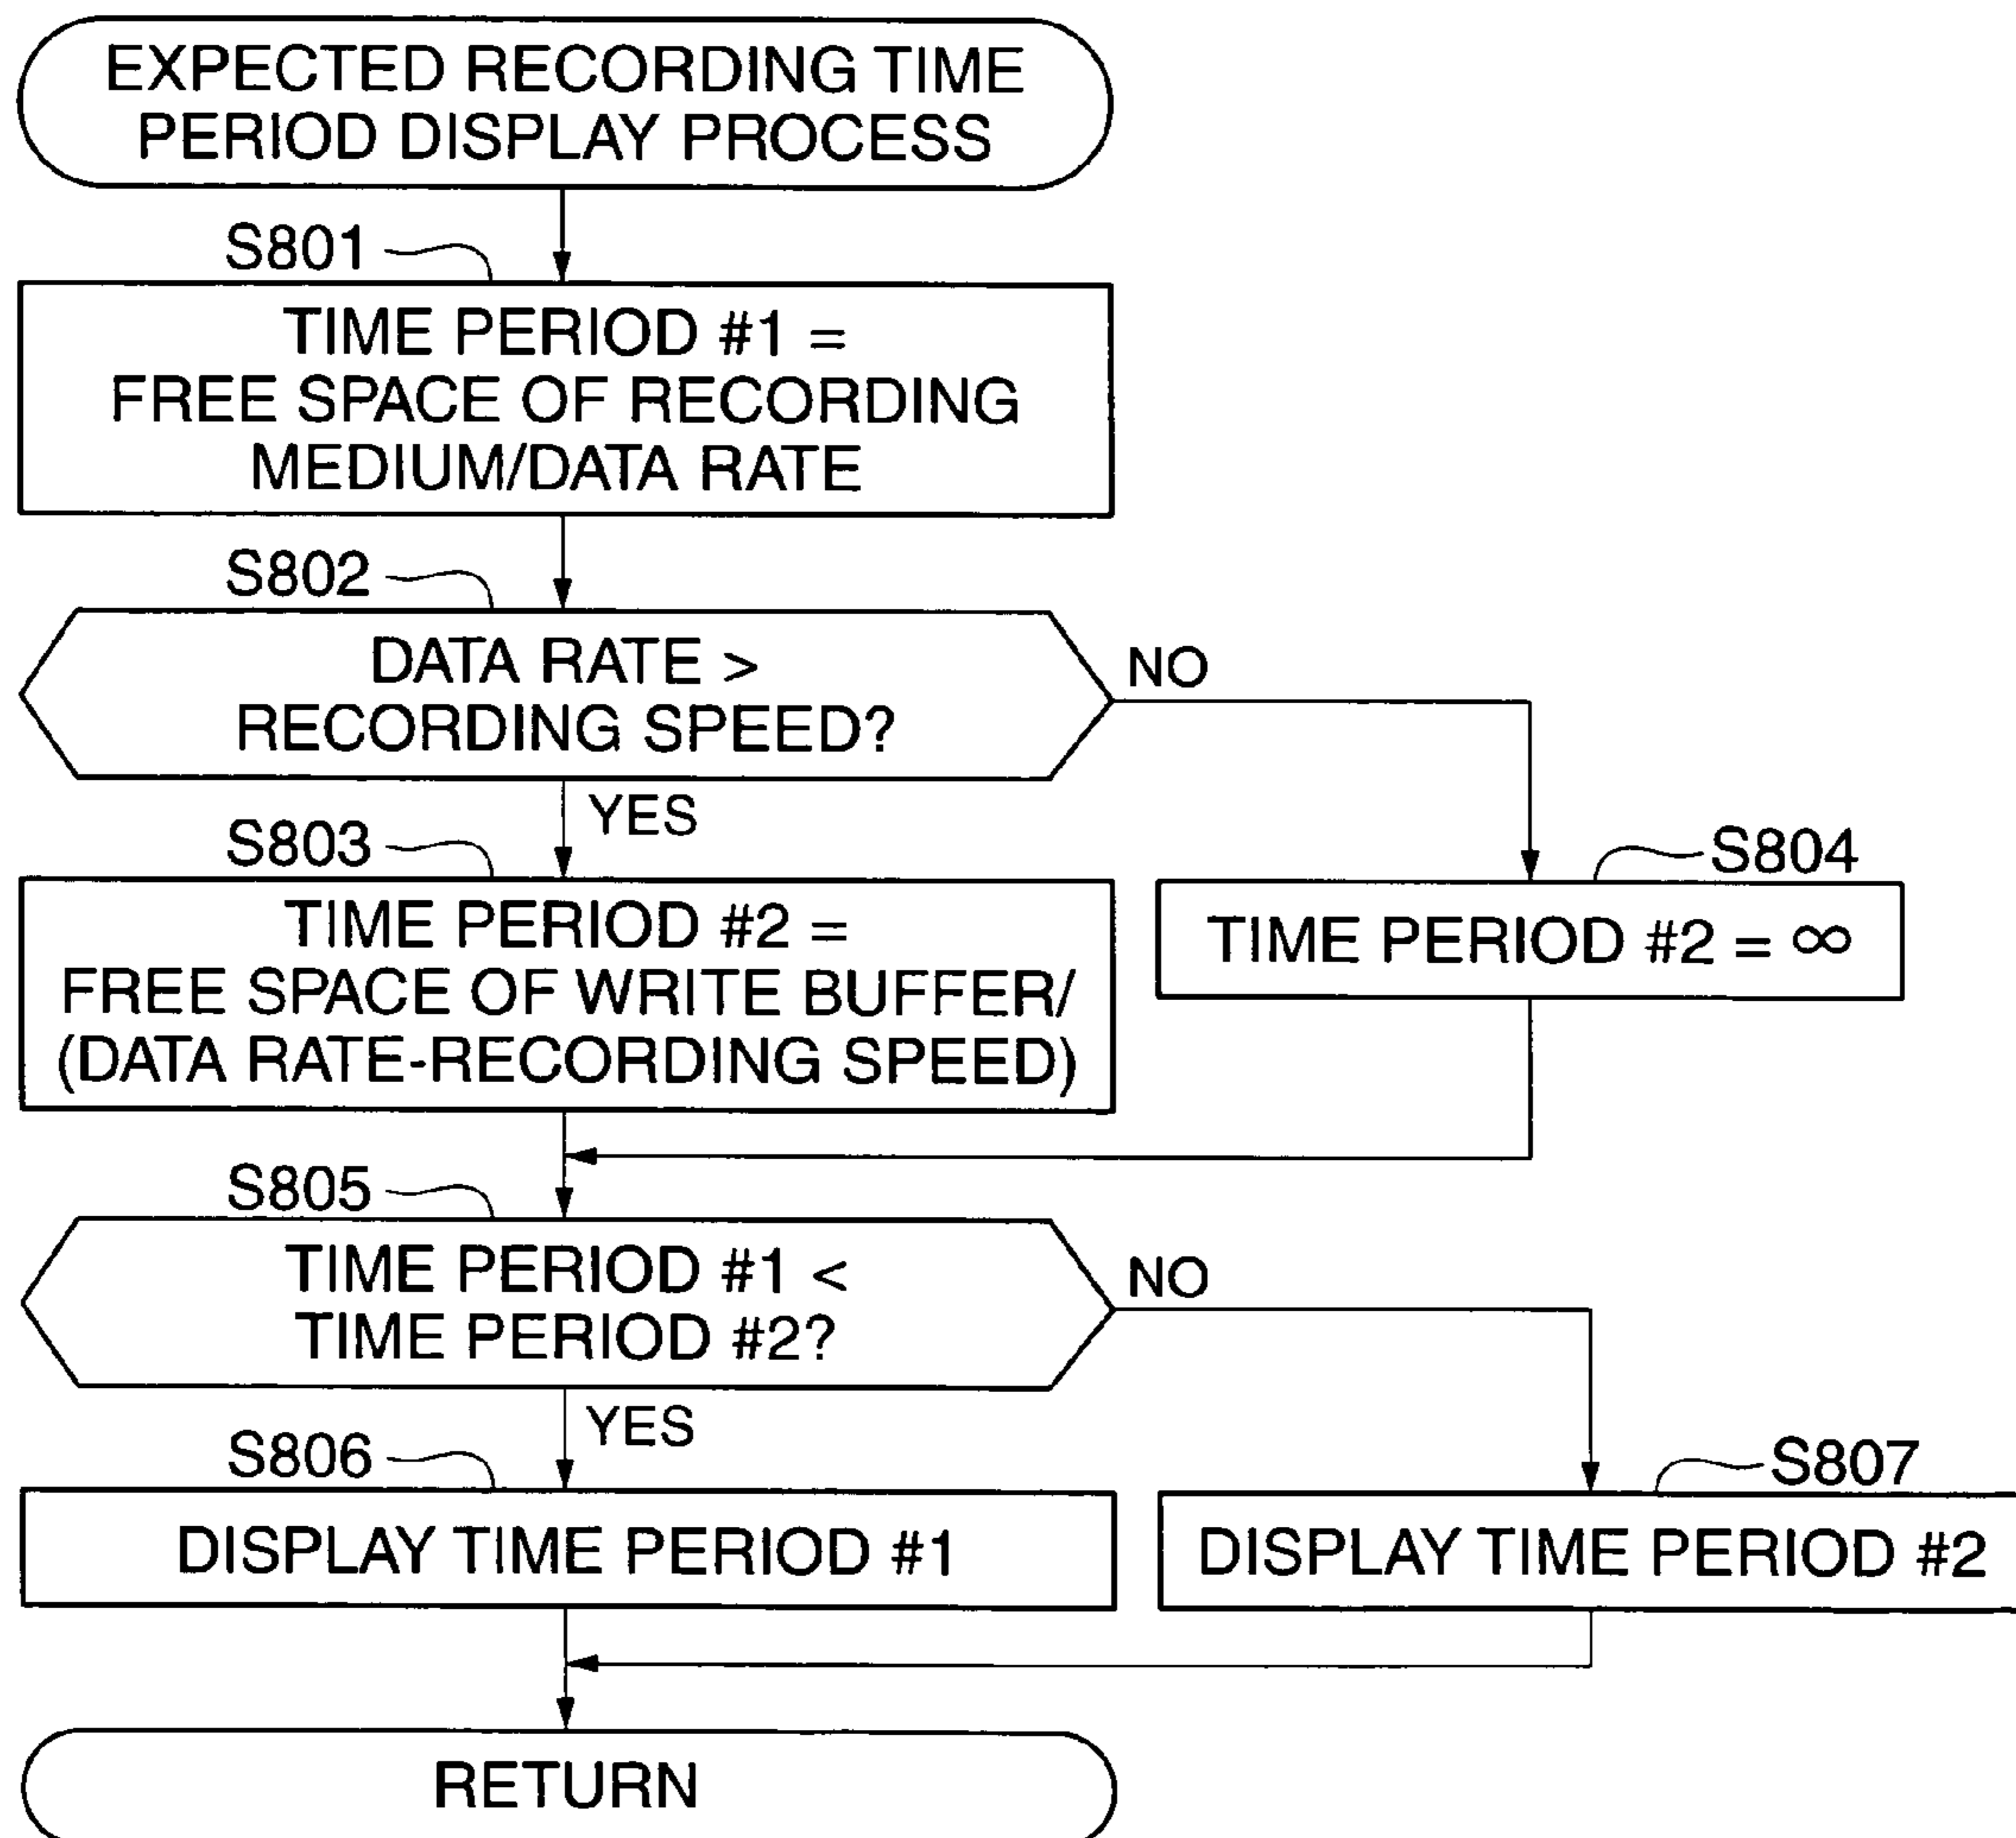 EXPECTED RECORDING TIME
PERIOD DISPLAY PROCESS
S801
TIME PERIOD #1 =
FREE SPACE OF RECORDING
MEDIUM/DATA RATE
S802
DATA RATE >
RECORDING SPEED?
NO
YES
S803
TIME PERIOD #2 =
FREE SPACE OF WRITE BUFFER/
(DATA RATE-RECORDING SPEED)
S804
TIME PERIOD #2 = ∞
S805
TIME PERIOD #1 <
TIME PERIOD #2?
NO
YES
S806
DISPLAY TIME PERIOD #1
S807
DISPLAY TIME PERIOD #2
RETURN